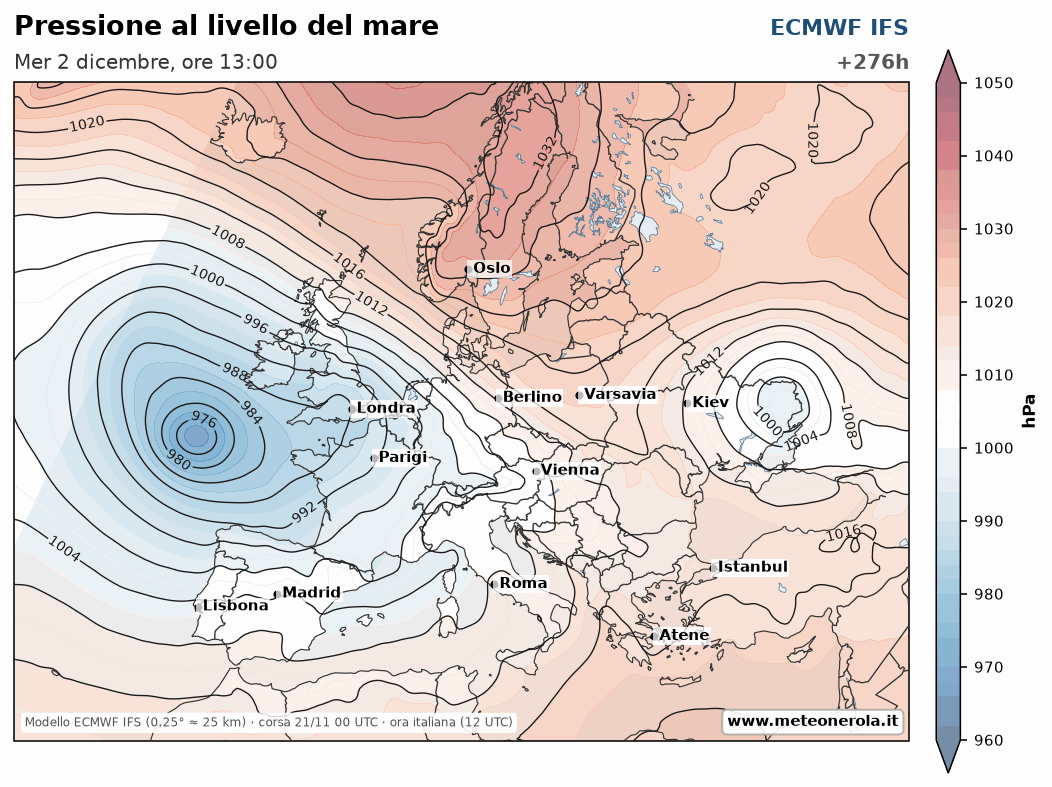 Pressione al livello del mare
ECMWF IFS
Mer 2 dicembre, ore 13:00
+276h
1020
1032
1020
1020
1008
1016
1000
1012
Oslo
996
1012
988
984
976
980
Londra
Berlino
Varsavia
Kiev
1000
1004
1008
Parigi
Vienna
992
1004
1016
Madrid
Lisbona
Roma
Istanbul
Atene
Modello ECMWF IFS (0,25° ≈ 25 km) · corsa 21/11 00 UTC · ora italiana (12 UTC)
www.meteonerola.it
1050
1040
1030
1020
1010
1000
990
980
970
960
hPa